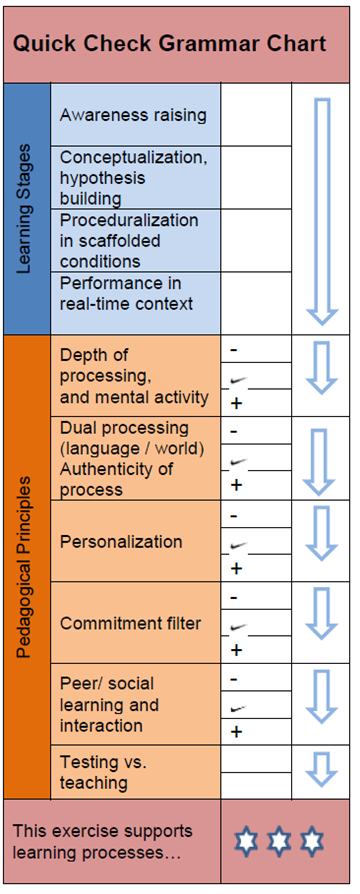 Quick Check Grammar Chart
Learning Stages
Awareness raising
Conceptualization,
hypothesis
building
Proceduralization
in scaffolded
conditions
Performance in
real-time context
Pedagogical Principles
Depth of
processing,
and mental activity
-
✓
+
Dual processing
(language / world)
Authenticity of
process
-
✓
+
Personalization
-
✓
+
Commitment filter
-
✓
+
Peer/ social
learning and
interaction
-
✓
+
Testing vs.
teaching
This exercise supports
learning processes…